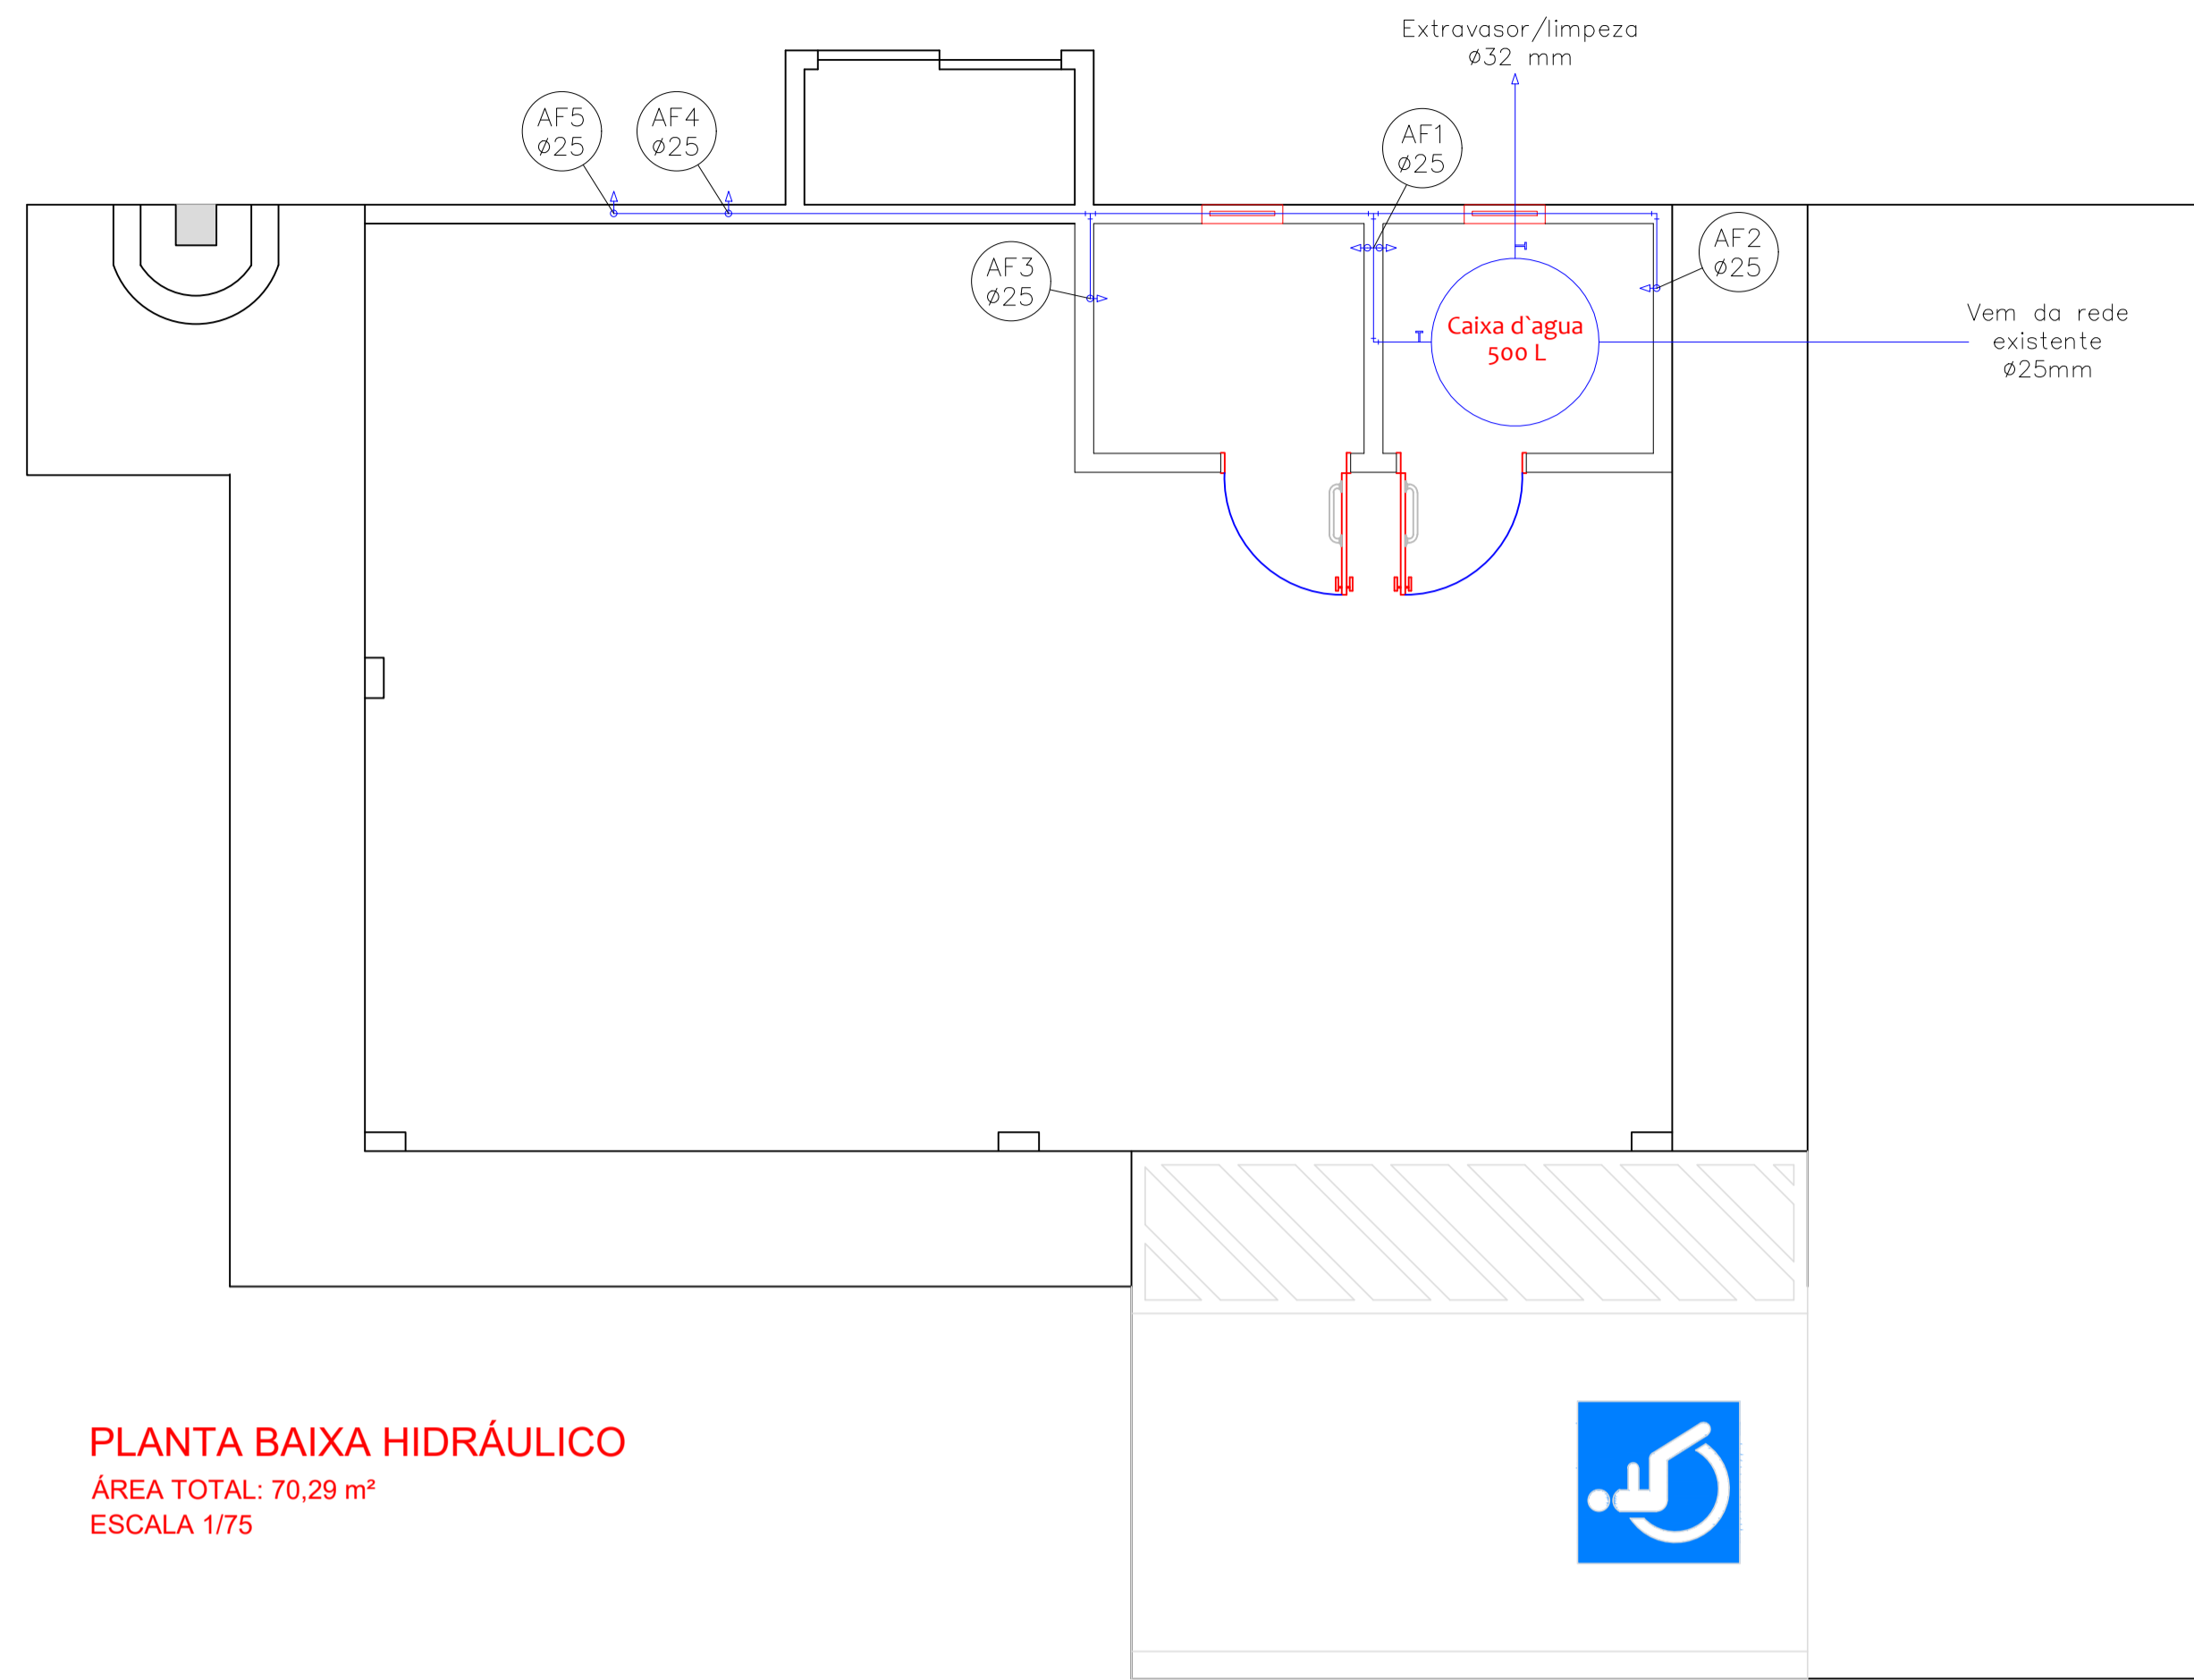 Extravasor/limpeza
ø32 mm
AF5
ø25
AF4
ø25
AF1
ø25
AF2
ø25
AF3
ø25
Caixa d`agua
500 L
Vem da rede
existente
ø25mm
PLANTA BAIXA HIDRÁULICO
ÁREA TOTAL: 70,29 m²
ESCALA 1/75